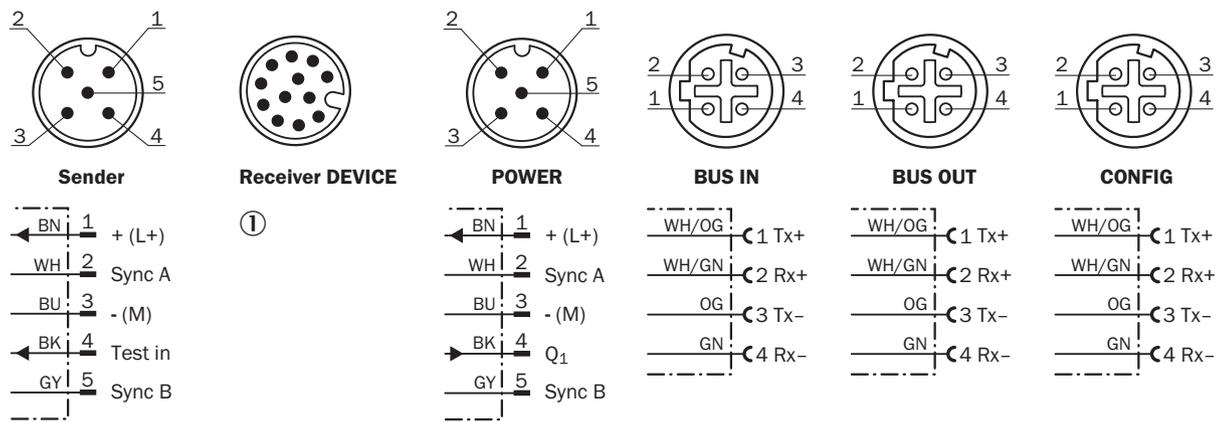 2 1
5
3 4
Sender
BN 1 + (L+)
WH 2 Sync A
BU 3 - (M)
BK 4 Test in
GY 5 Sync B
Receiver DEVICE
①
2 1
5
3 4
POWER
BN 1 + (L+)
WH 2 Sync A
BU 3 - (M)
BK 4 Q1
GY 5 Sync B
2 3
1 4
BUS IN
WH/OG 1 Tx+
WH/GN 2 Rx+
OG 3 Tx–
GN 4 Rx–
2 3
1 4
BUS OUT
WH/OG 1 Tx+
WH/GN 2 Rx+
OG 3 Tx–
GN 4 Rx–
2 3
1 4
CONFIG
WH/OG 1 Tx+
WH/GN 2 Rx+
OG 3 Tx–
GN 4 Rx–